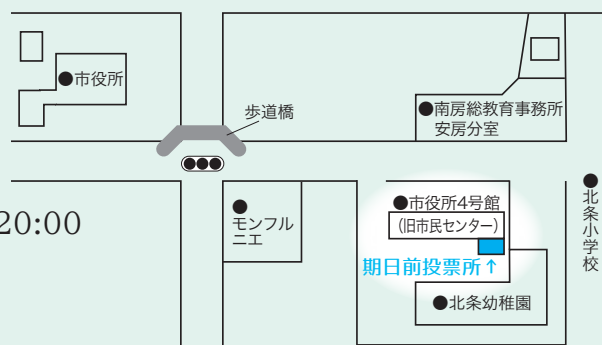 ●市役所
歩道橋
●南房総教育事務所
安房分室
20:00
●
モンフル
ニエ
●市役所4号館
(旧市民センター)
期日前投票所↑
●北条幼稚園
●北条小学校